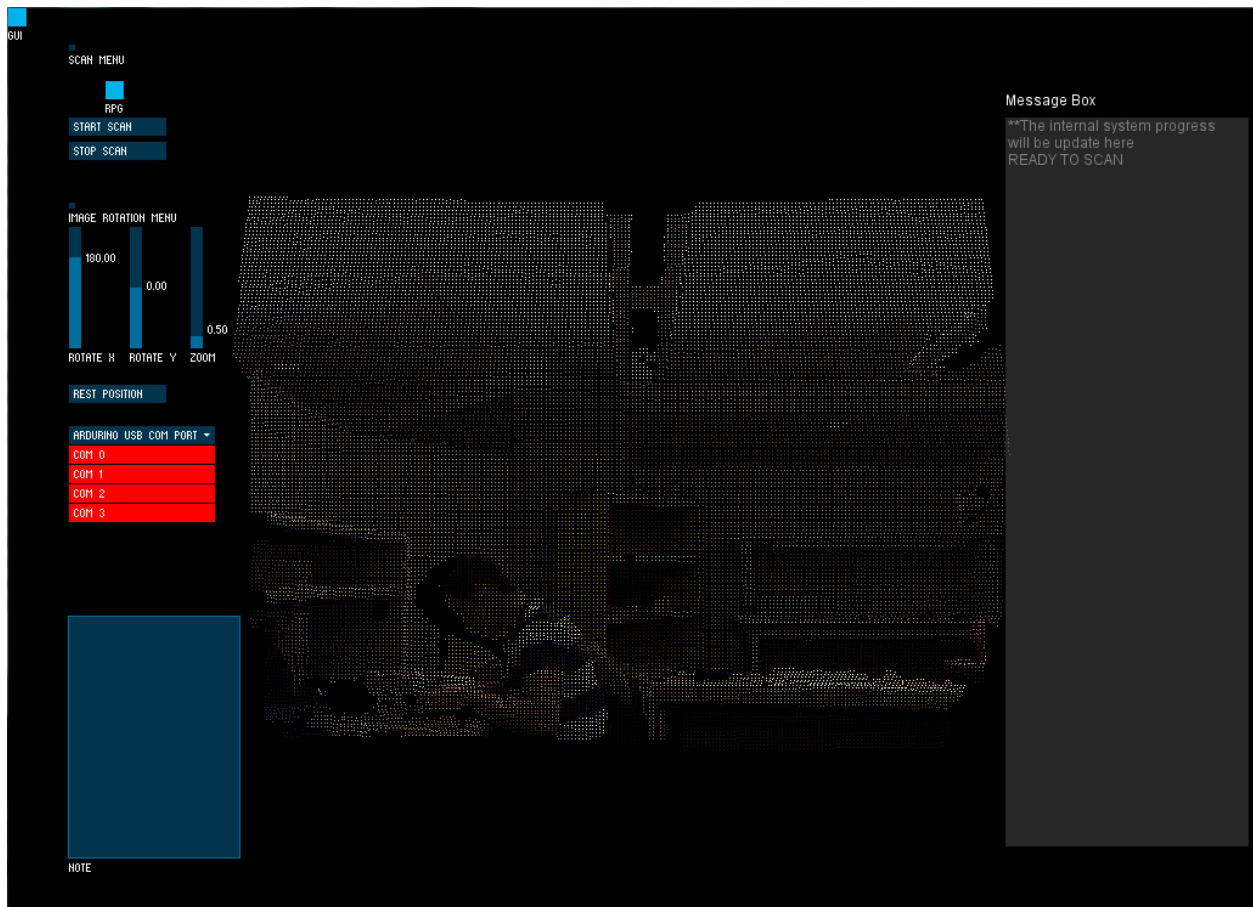 GUI
SCAN MENU
RPG
START SCAN
STOP SCAN
IMAGE ROTATION MENU
180.00
0.00
0.50
ROTATE X
ROTATE Y
ZOOM
REST POSITION
ARDURINO USB COM PORT
COM 0
COM 1
COM 2
COM 3
NOTE
Message Box
**The internal system progress
will be update here
READY TO SCAN